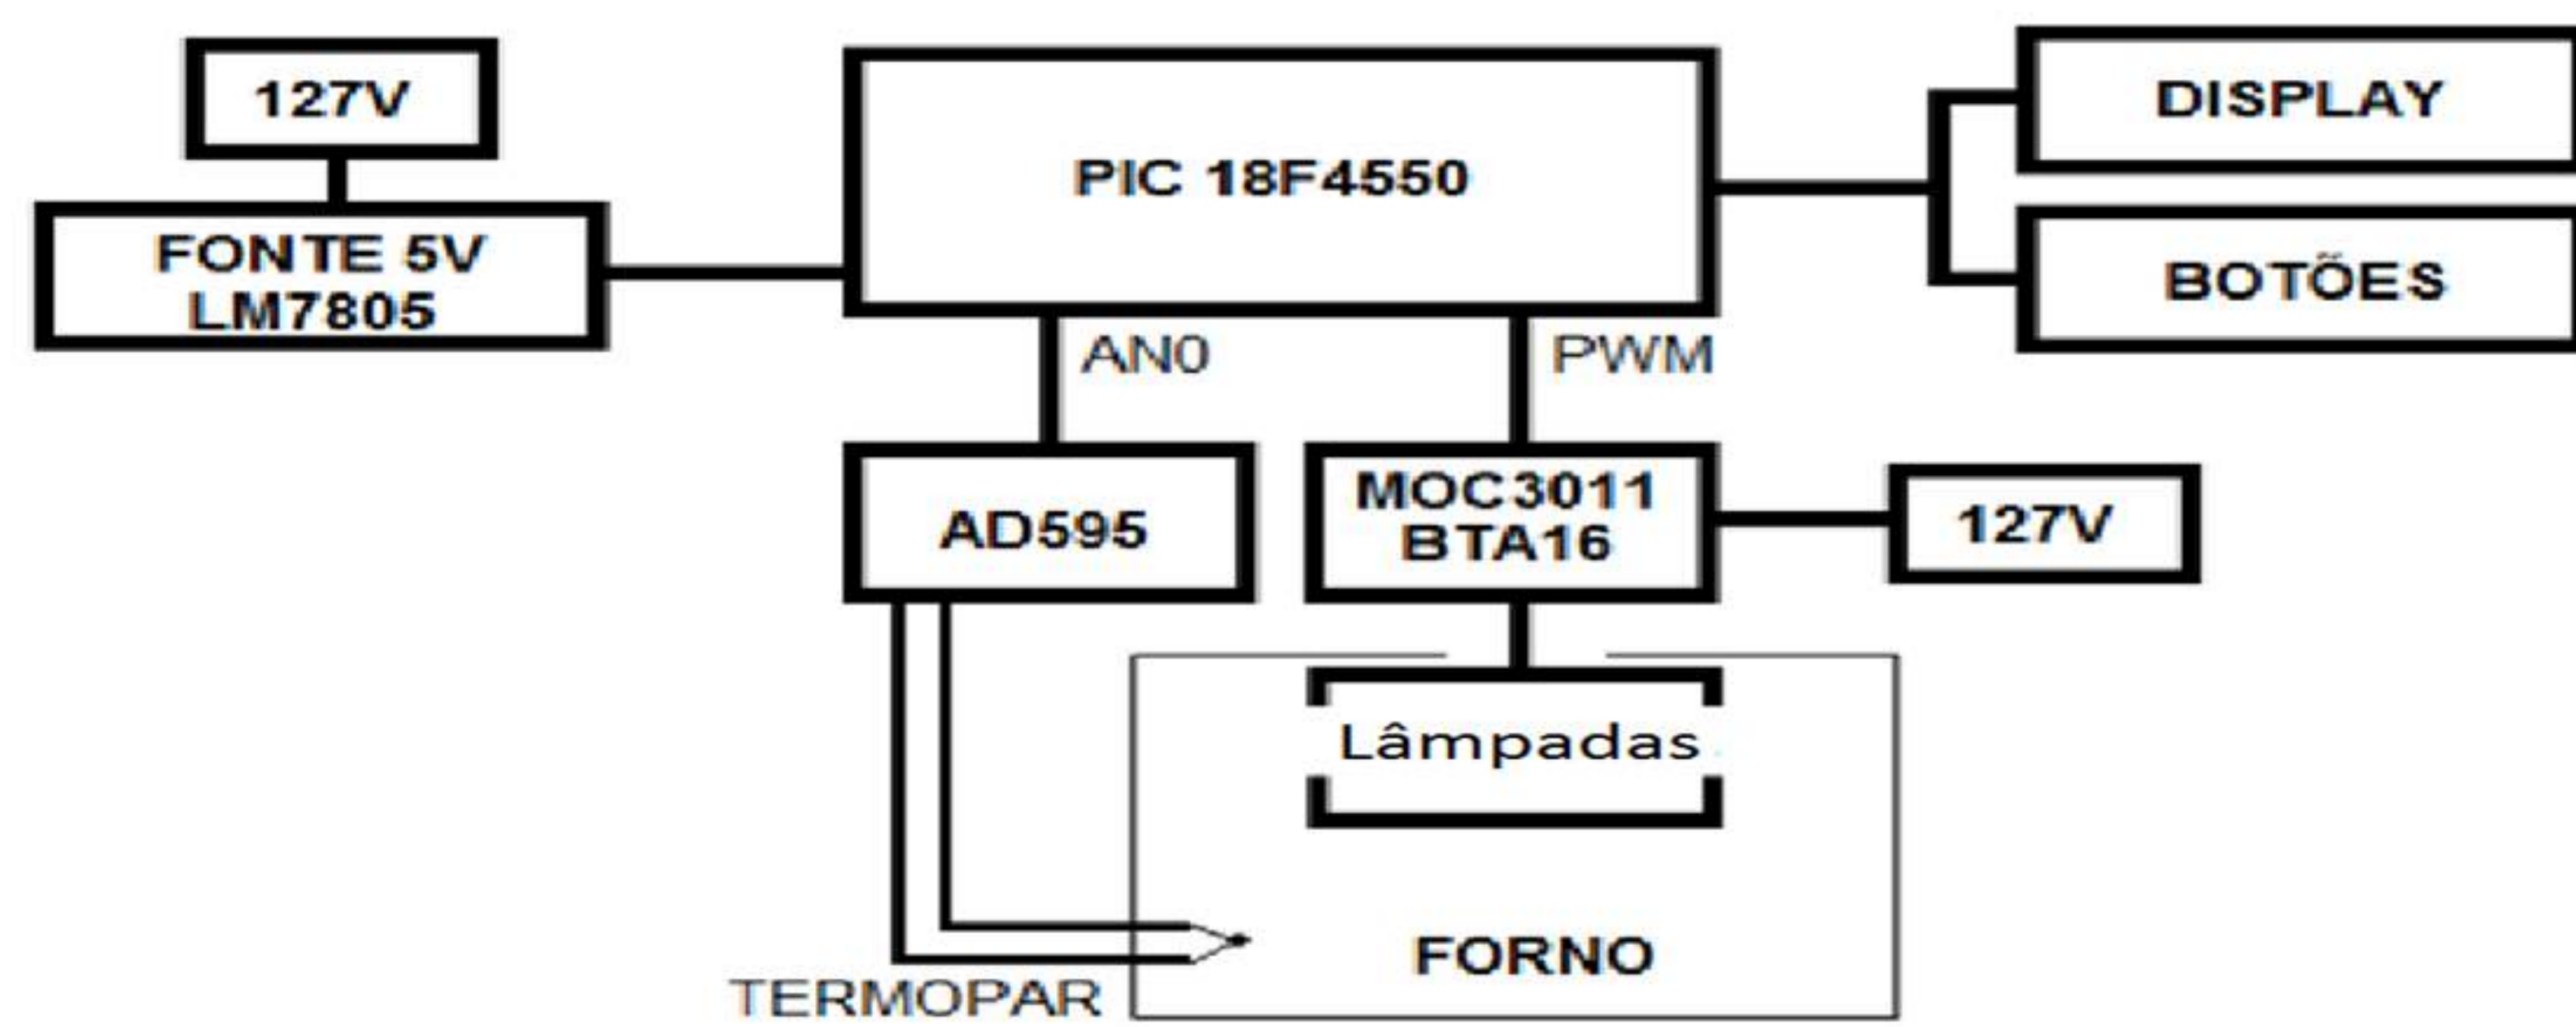 127V
FONTE 5V
LM7805
PIC 18F4550
DISPLAY
BOTÕES
AN0
PWM
AD595
MOC3011
BTA16
127V
Lâmpadas
FORNO
TERMOPAR